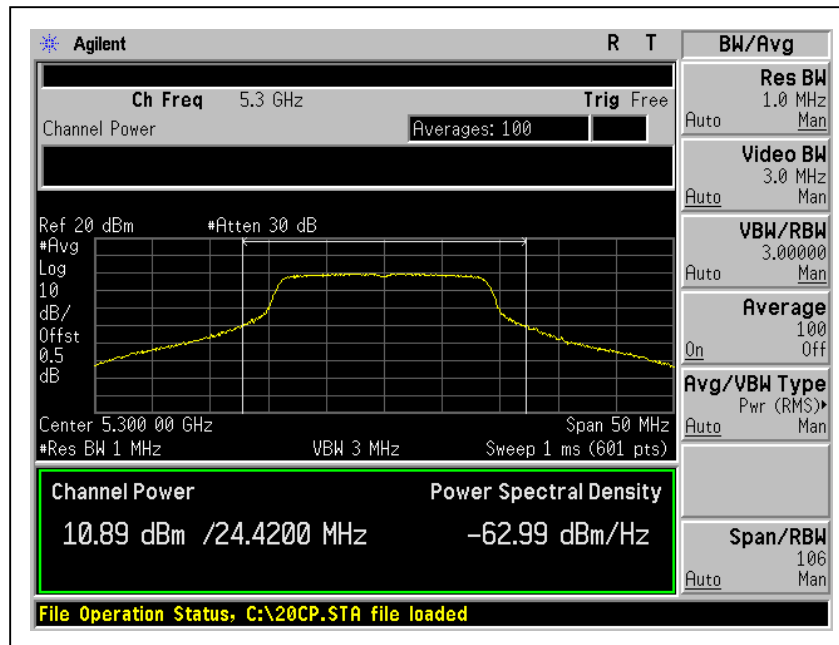 Agilent R T
Ch Freq 5.3 GHz Trig Free
Channel Power Averages: 100
Ref 20 dBm #Atten 30 dB
#Avg
Log
10
dB/
Offst
0.5
dB
Center 5.300 00 GHz Span 50 MHz
#Res BW 1 MHz VBW 3 MHz Sweep 1 ms (601 pts)
Channel Power Power Spectral Density
10.89 dBm /24.4200 MHz -62.99 dBm/Hz
File Operation Status, C:\20CP.STA file loaded
BW/Avg
Res BW
1.0 MHz
Auto Man
Video BW
3.0 MHz
Auto Man
VBW/RBW
3.00000
Auto Man
Average
100
On Off
Avg/VBW Type
Pwr (RMS)▸
Auto Man
Span/RBW
106
Auto Man